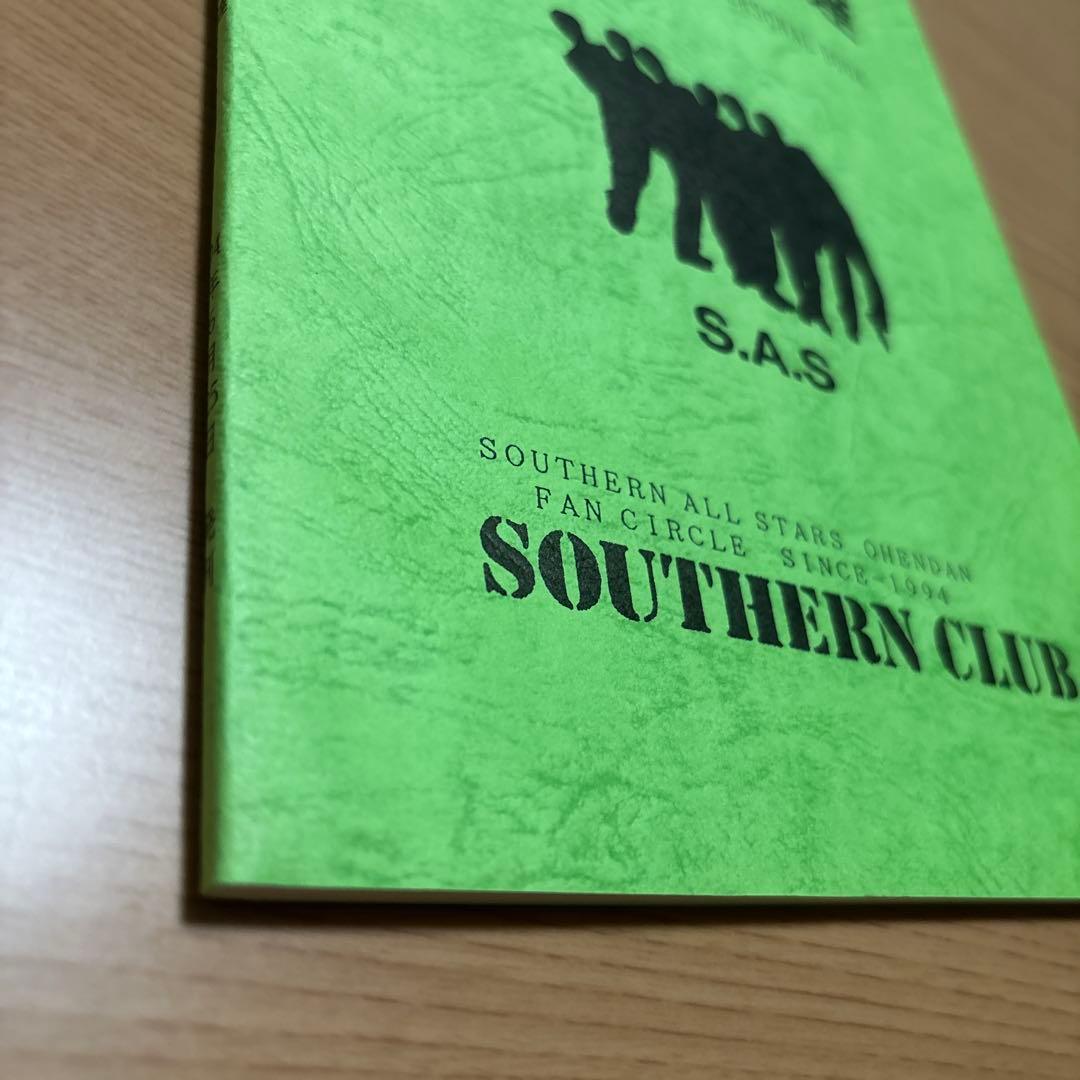 S.A.S
SOUTHERN ALL STARS OHENDAN
FAN CIRCLE SINCE-1994
SOUTHERN CLUB